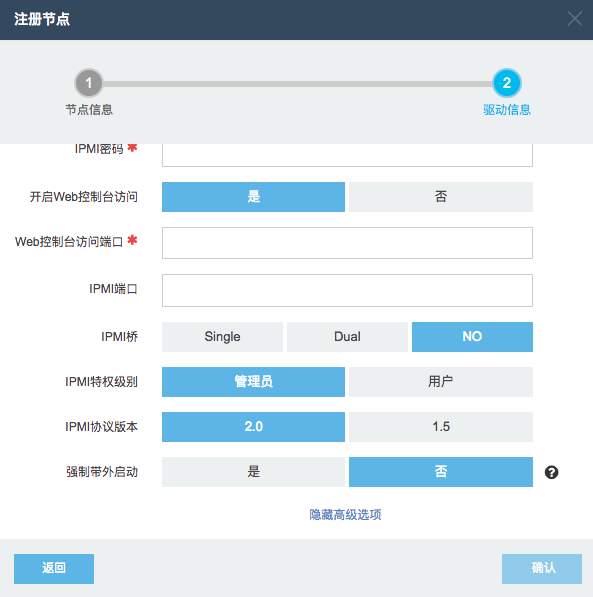 注册节点
1
2
节点信息
驱动信息
IPMI密码 *
开启Web控制台访问 是 否
Web控制台访问端口 *
IPMI端口
IPMI桥 Single Dual NO
IPMI特权级别 管理员 用户
IPMI协议版本 2.0 1.5
强制带外启动 是 否 ?
隐藏高级选项
返回 确认